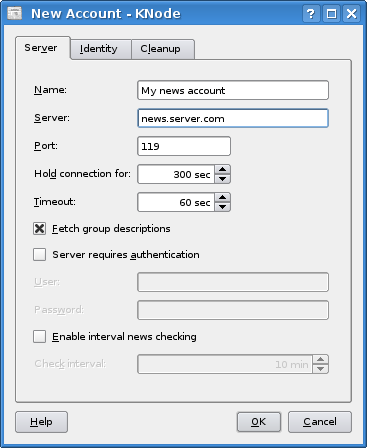 New Account - KNode
Server Identity Cleanup
Name: My news account
Server: news.server.com
Port: 119
Hold connection for: 300 sec
Timeout: 60 sec
Fetch group descriptions
Server requires authentication
User:
Password:
Enable interval news checking
Check interval: 10 min
Help OK Cancel